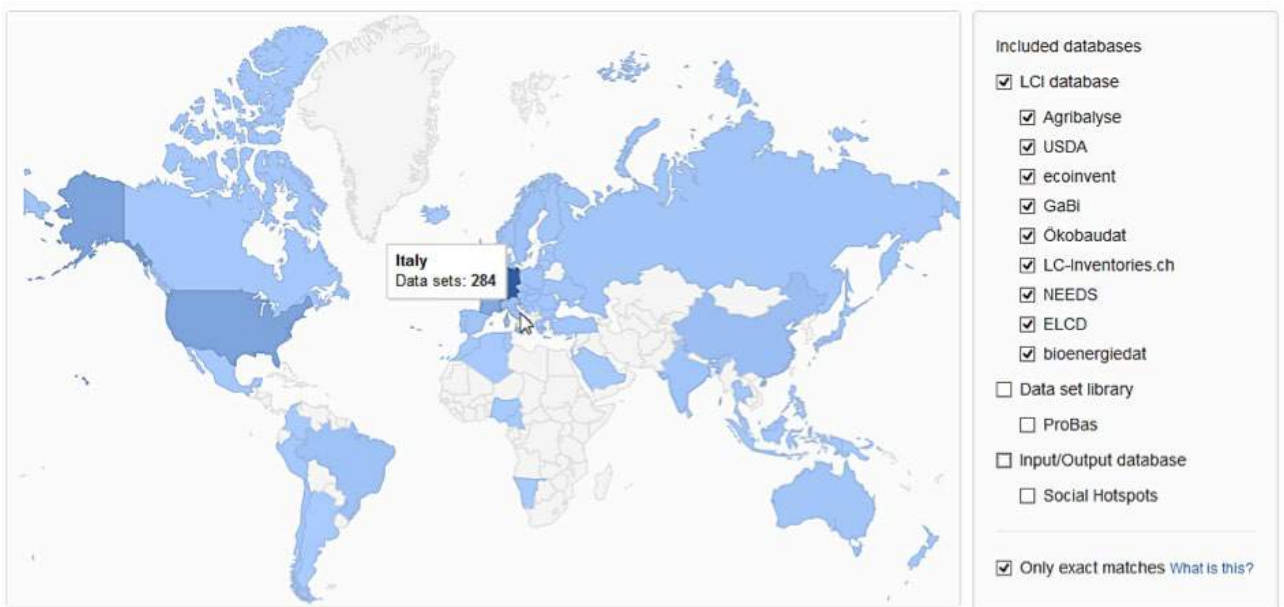 Italy
Data sets: 284
Included databases
LCI database
Agribalyse
USDA
ecoinvent
GaBi
Ökobaudat
LC-Inventories.ch
NEEDS
ELCD
bioenergiedat
Data set library
ProBas
Input/Output database
Social Hotspots
Only exact matches What is this?